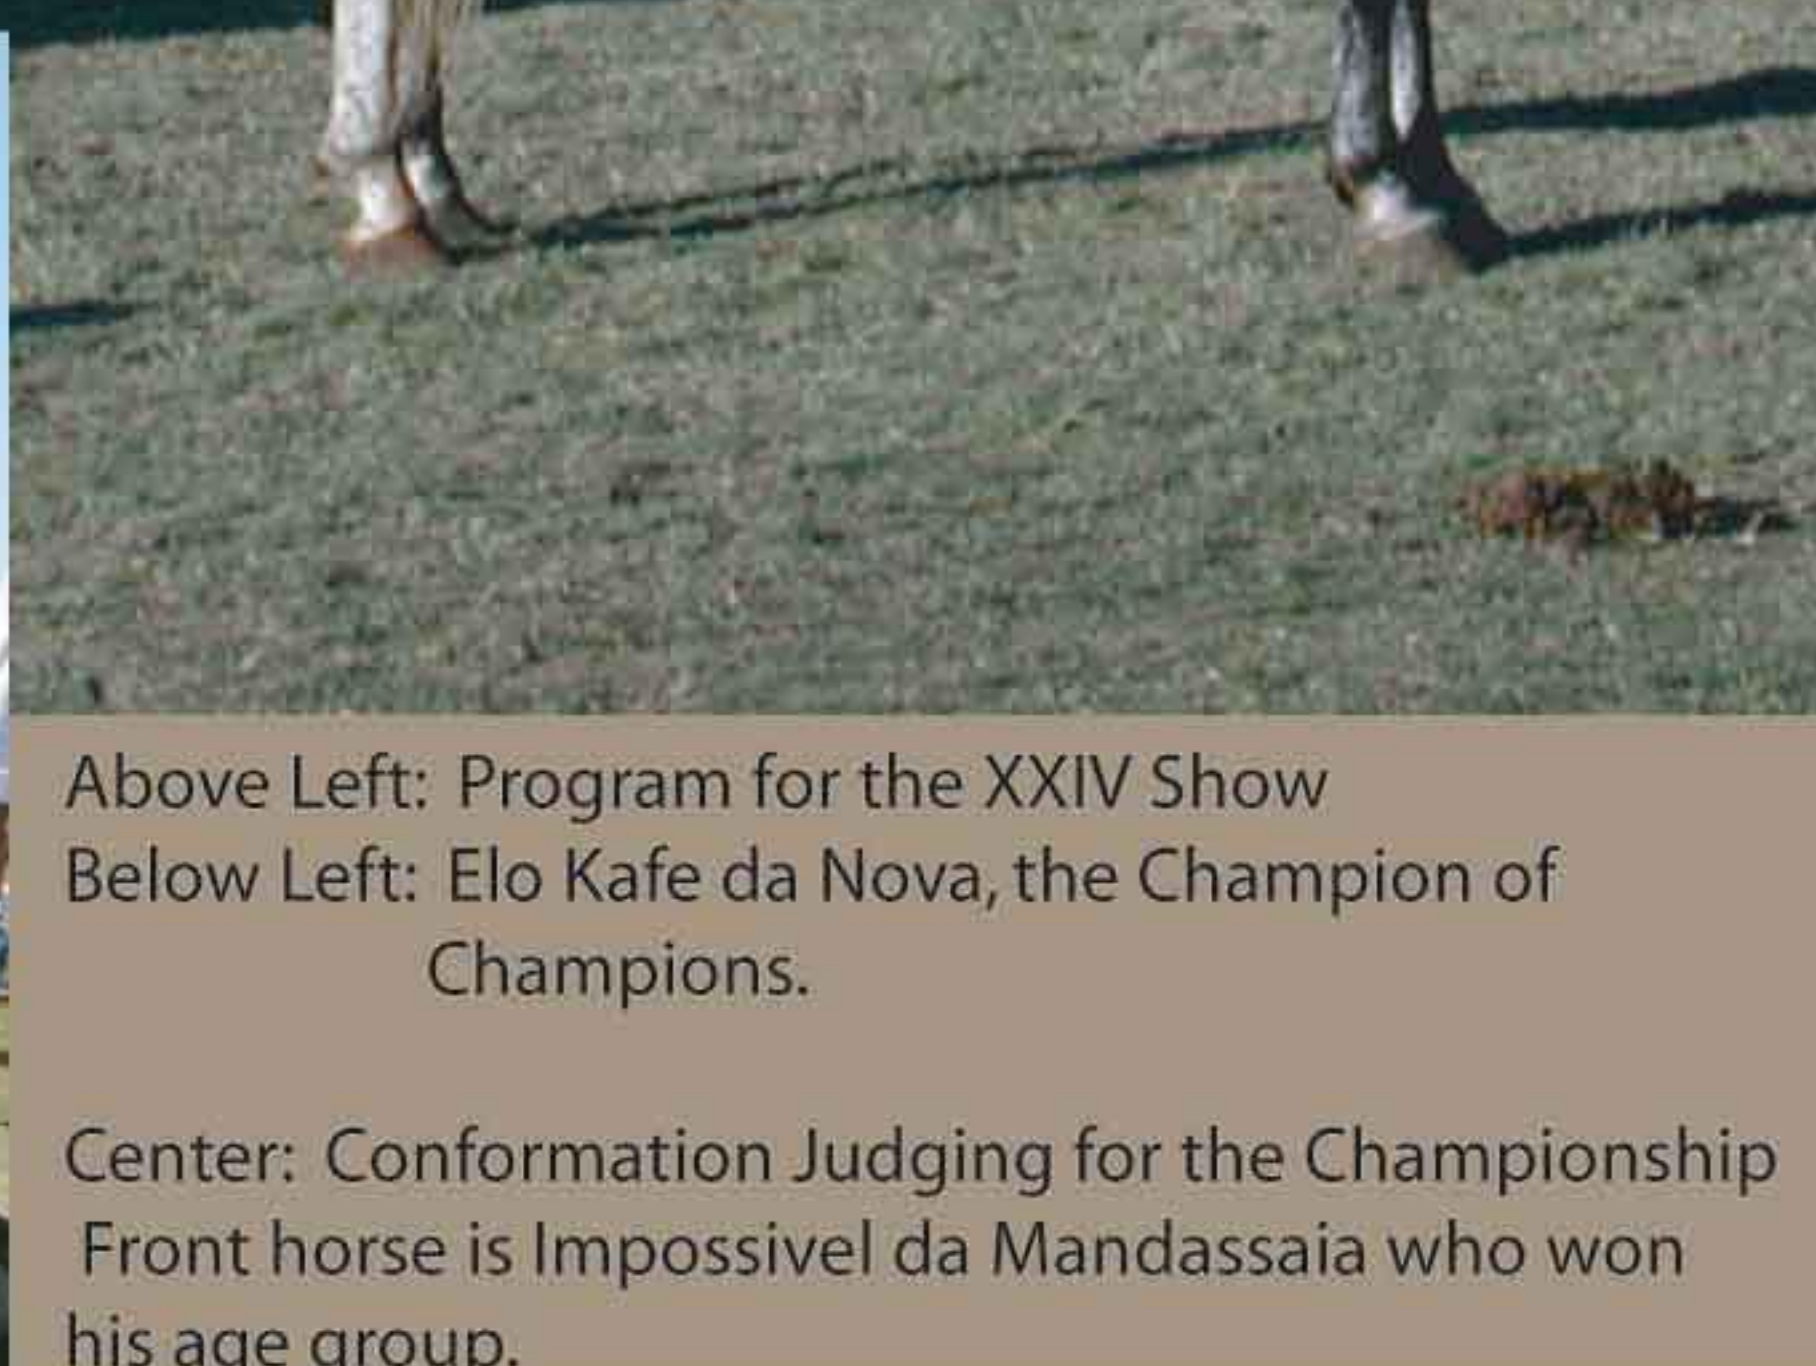 Above Left: Program for the XXIV Show
Below Left: Elo Kafe da Nova, the Champion of
Champions.
Center: Conformation Judging for the Championship
Front horse is Impossivel da Mandassaia who won
his age group.